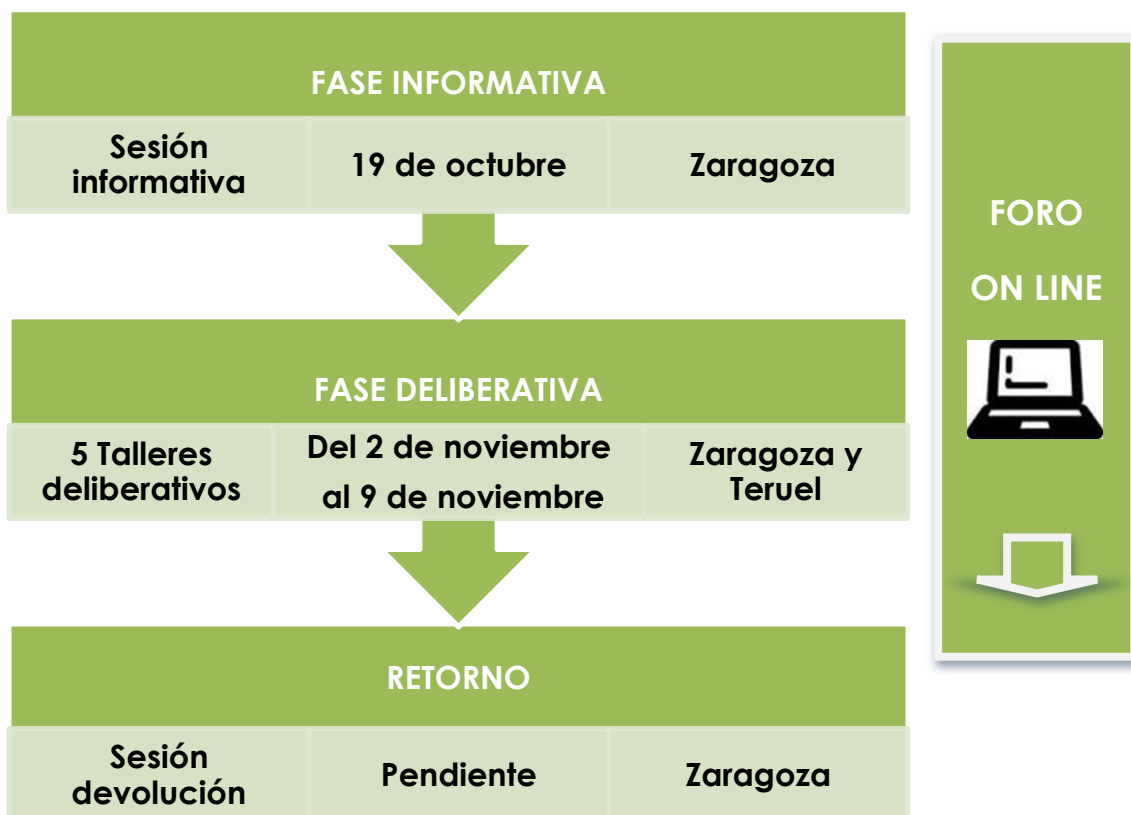 FASE INFORMATIVA
Sesión
informativa
19 de octubre
Zaragoza
FASE DELIBERATIVA
5 Talleres
deliberativos
Del 2 de noviembre
al 9 de noviembre
Zaragoza y
Teruel
RETORNO
Sesión
devolución
Pendiente
Zaragoza
FORO
ON LINE